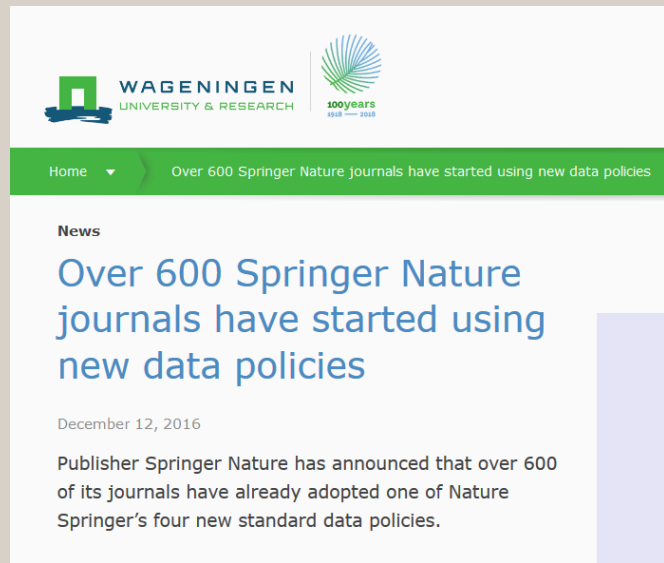 WAGENINGEN
UNIVERSITY & RESEARCH
100years
1918 — 2018
Home
Over 600 Springer Nature journals have started using new data policies
News
Over 600 Springer Nature
journals have started using
new data policies
December 12, 2016
Publisher Springer Nature has announced that over 600
of its journals have already adopted one of Nature
Springer's four new standard data policies.